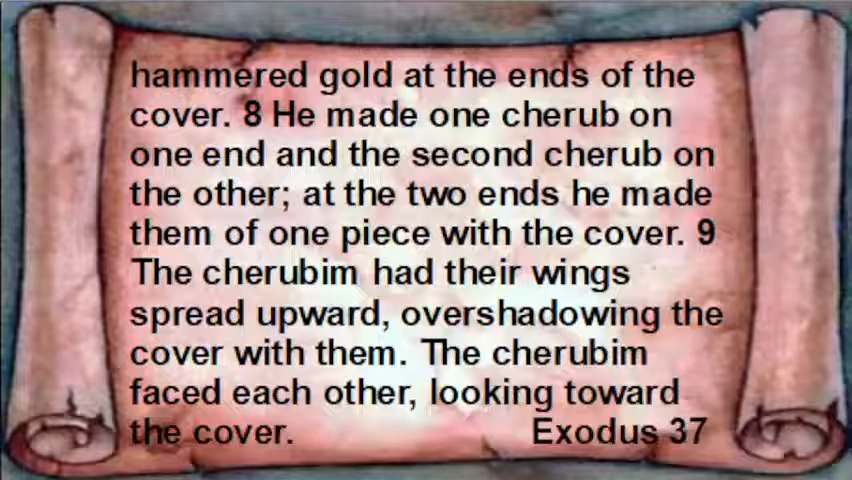 hammered gold at the ends of the
cover. 8 He made one cherub on
one end and the second cherub on
the other; at the two ends he made
them of one piece with the cover. 9
The cherubim had their wings
spread upward, overshadowing the
cover with them. The cherubim
faced each other, looking toward
the cover. Exodus 37